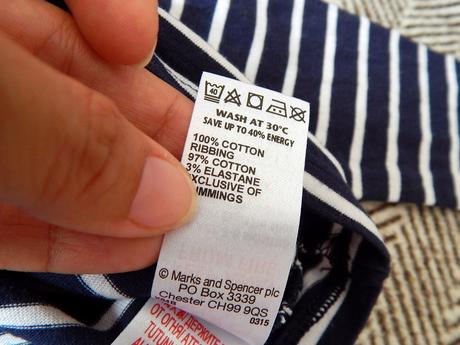 40
WASH AT 30°C
SAVE UP TO 40% ENERGY
100% COTTON
RIBBING
97% COTTON
3% ELASTANE
EXCLUSIVE OF
TRIMMINGS
© Marks and Spencer plc
PO Box 3339
Chester CH99 9QS
0315